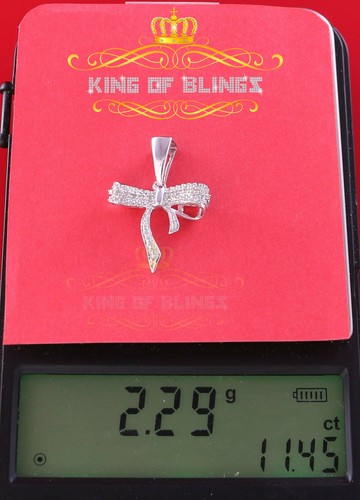 KING OF BLINGS
KING OF BLINGS
2.29 g
ct
11.45